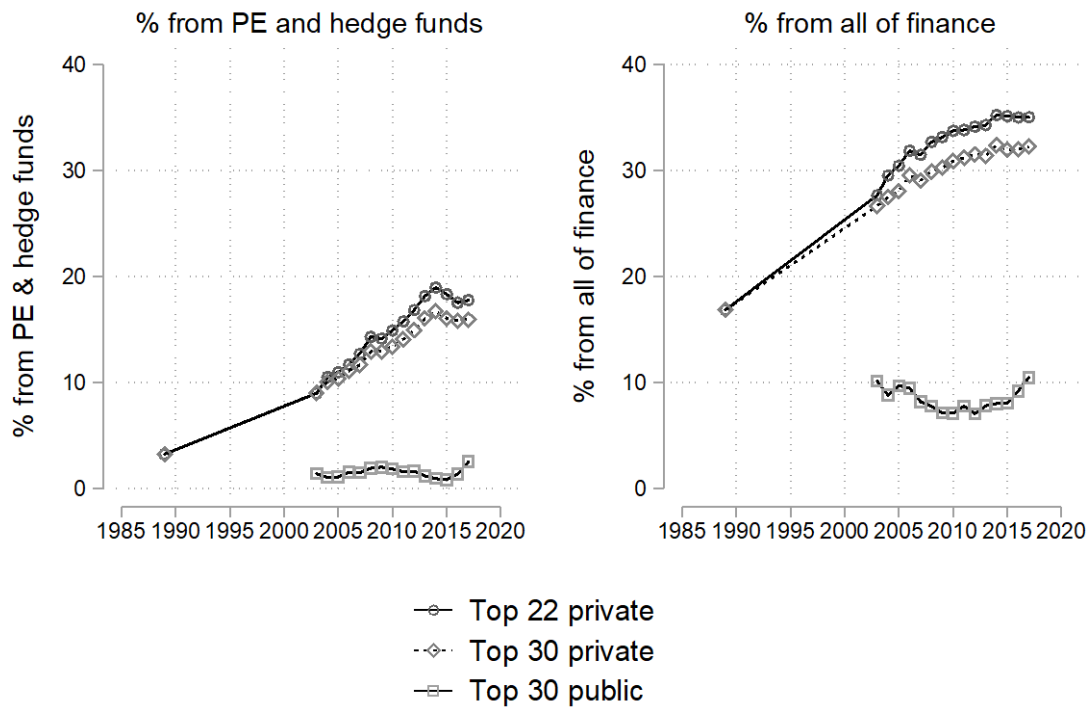 % from PE and hedge funds
% from all of finance
% from PE & hedge funds
40
30
20
10
0
1985 1990 1995 2000 2005 2010 2015 2020
% from all of finance
40
30
20
10
0
1985 1990 1995 2000 2005 2010 2015 2020
Top 22 private
Top 30 private
Top 30 public